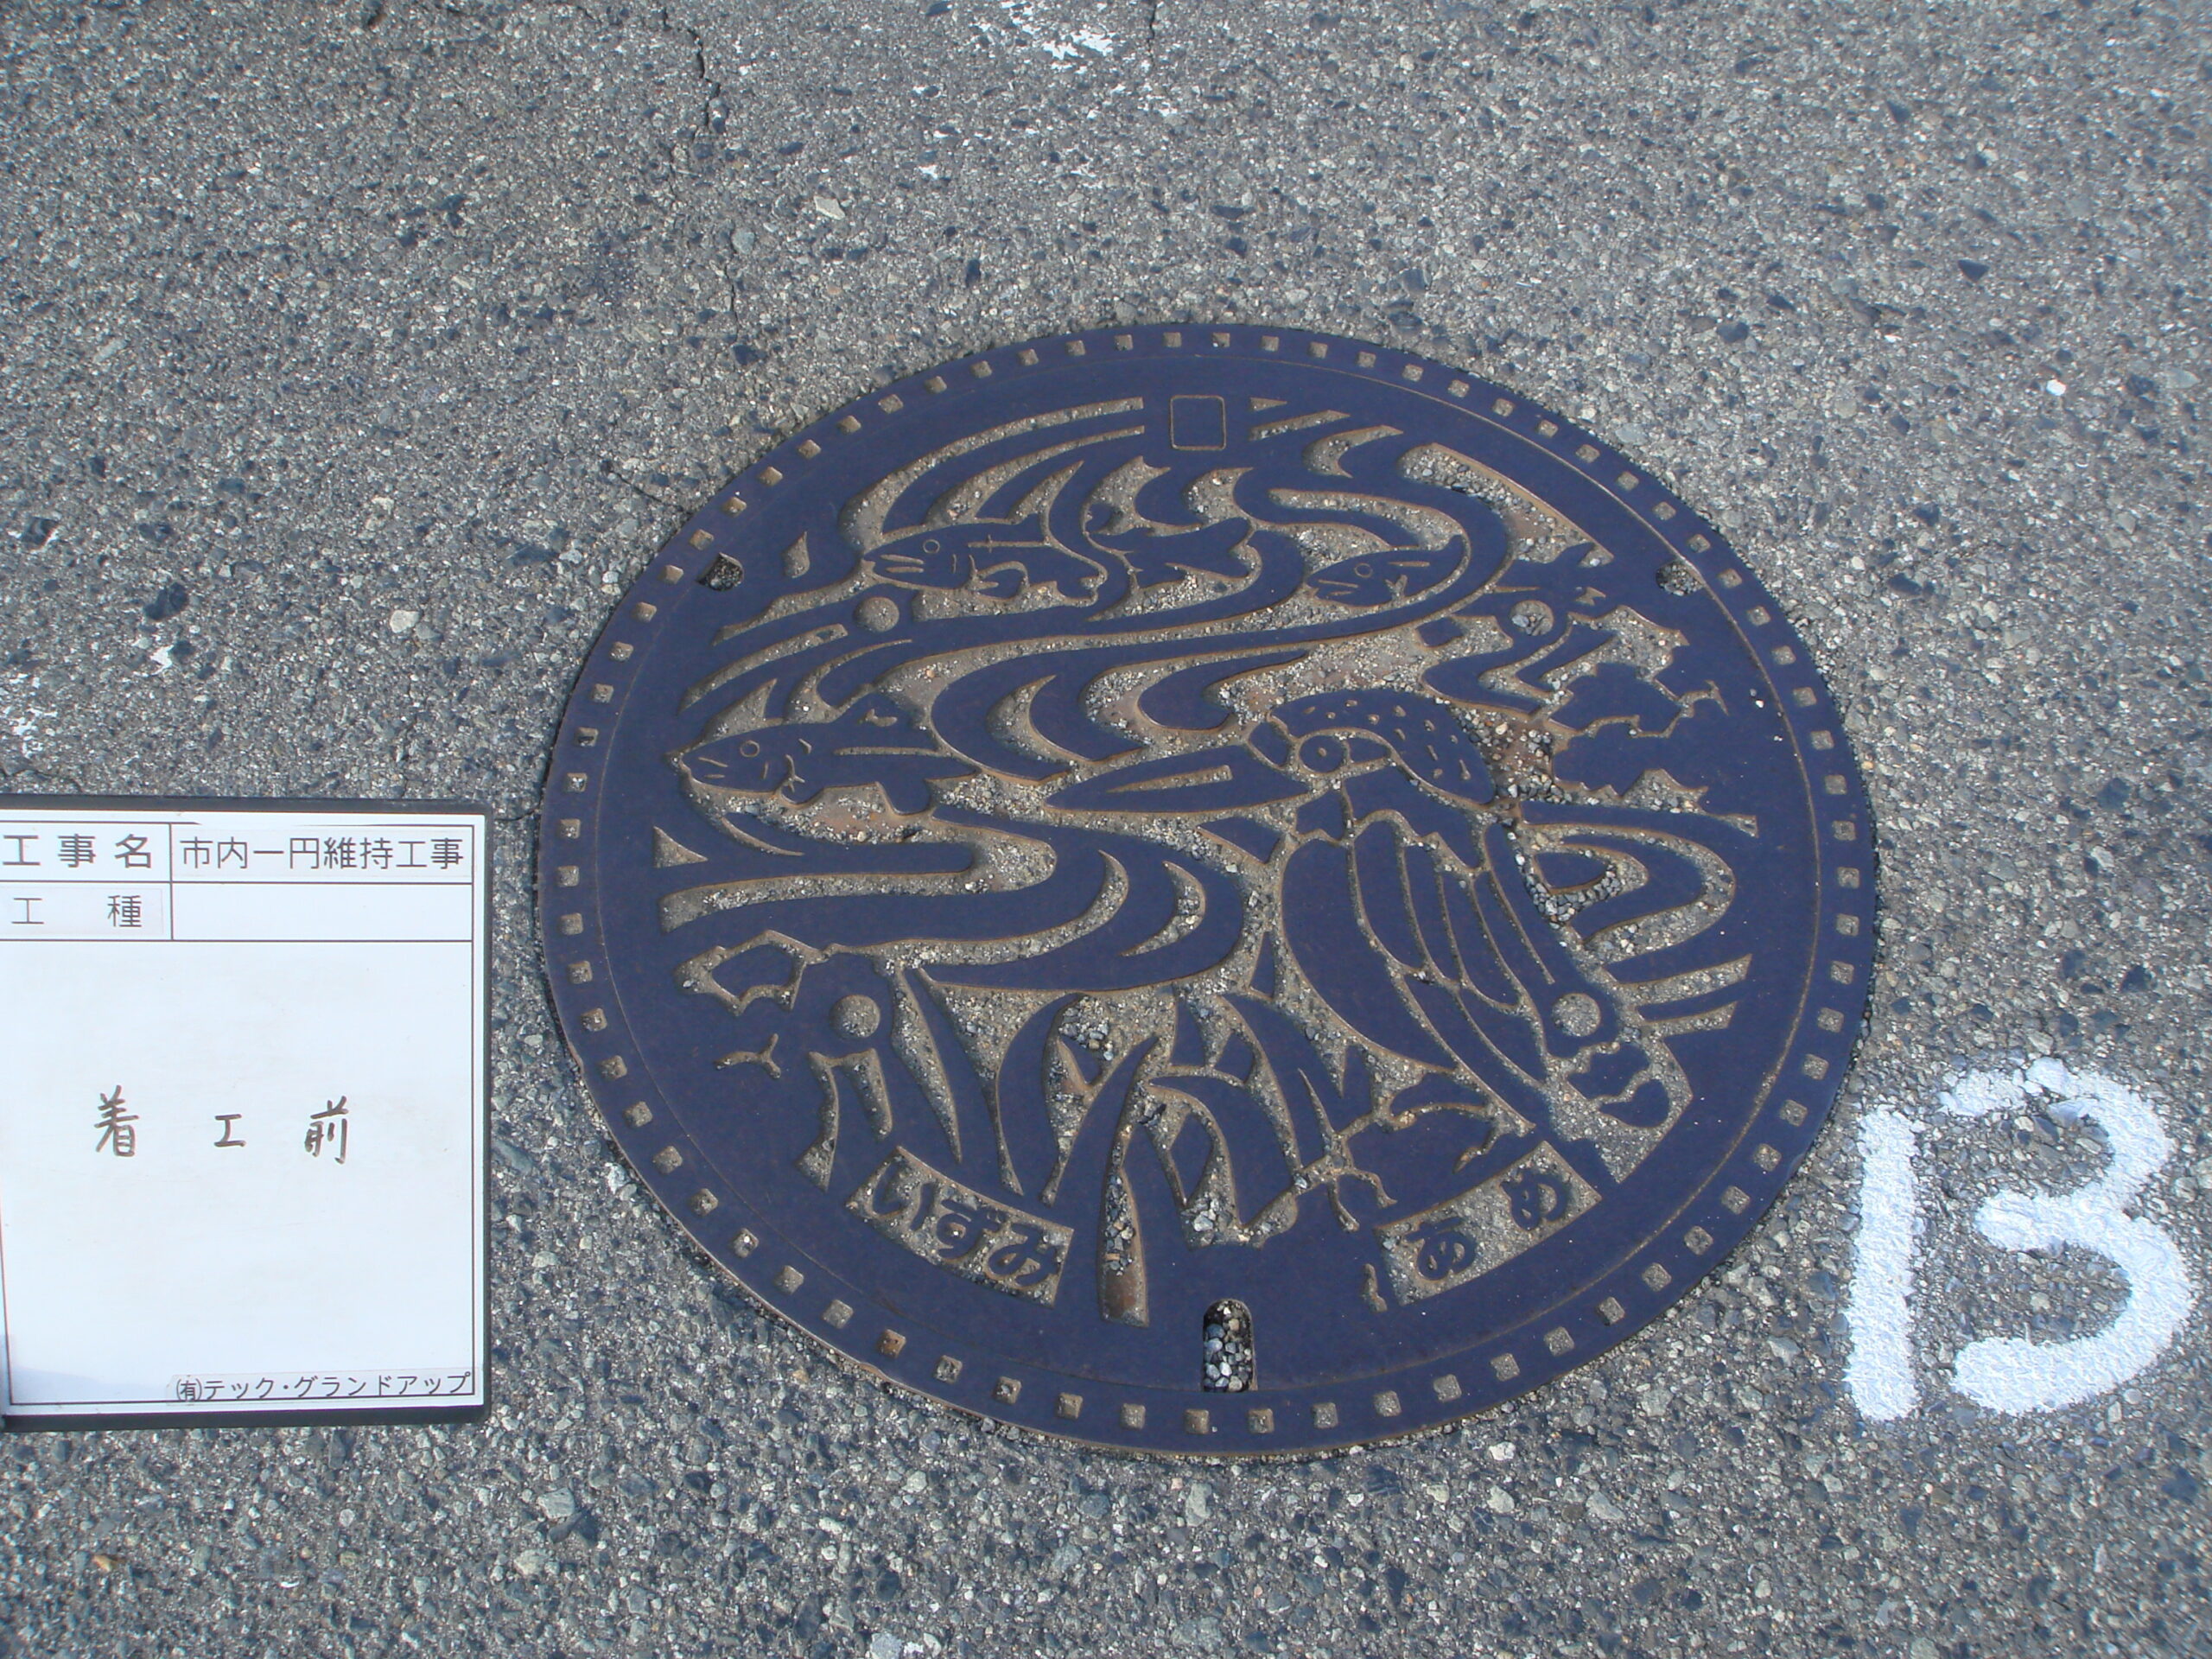 工事名 市内一円維持工事
工種
着工前
㈲テック・グランドアップ
いずみ
あめ
13